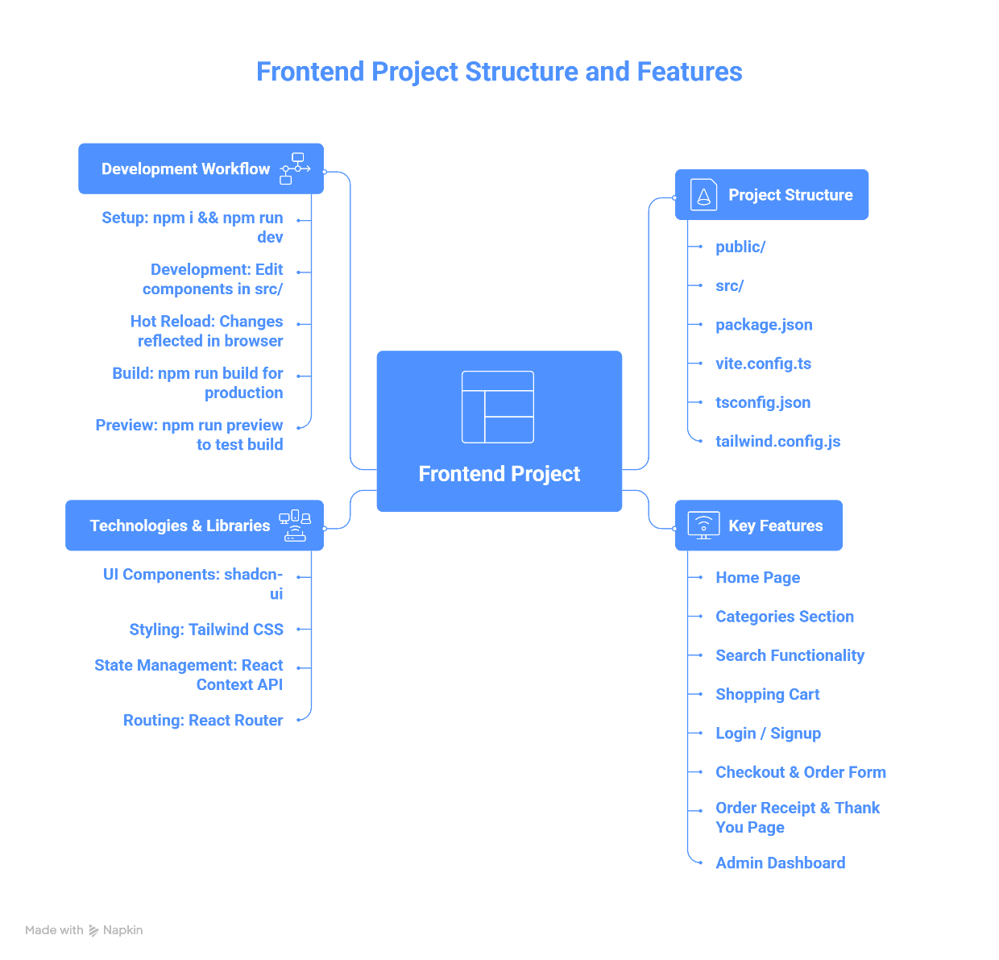 Frontend Project Structure and Features
Development Workflow
Setup: npm i && npm run
dev
Development: Edit
components in src/
Hot Reload: Changes
reflected in browser
Build: npm run build for
production
Preview: npm run preview
to test build
Technologies & Libraries
UI Components: shadcn-
ui
Styling: Tailwind CSS
State Management: React
Context API
Routing: React Router
Frontend Project
Project Structure
public/
src/
package.json
vite.config.ts
tsconfig.json
tailwind.config.js
Key Features
Home Page
Categories Section
Search Functionality
Shopping Cart
Login / Signup
Checkout & Order Form
Order Receipt & Thank
You Page
Admin Dashboard
Made with Napkin